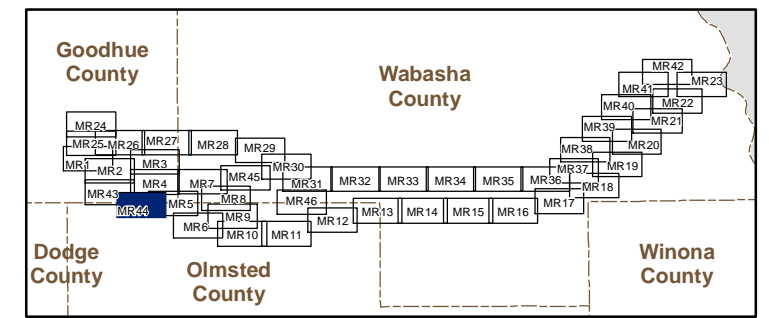 Goodhue
County
Wabasha
County
MR42
MR41
MR23
MR40
MR22
MR24
MR39
MR21
MR25
MR26
MR27
MR28
MR29
MR38
MR20
MR1
MR2
MR3
MR30
MR37
MR19
MR4
MR7
MR45
MR31
MR32
MR33
MR34
MR35
MR36
MR18
MR43
MR5
MR8
MR46
MR17
MR44
MR9
MR12
MR13
MR14
MR15
MR16
MR6
MR10
MR11
Dodge
County
Olmsted
County
Winona
County